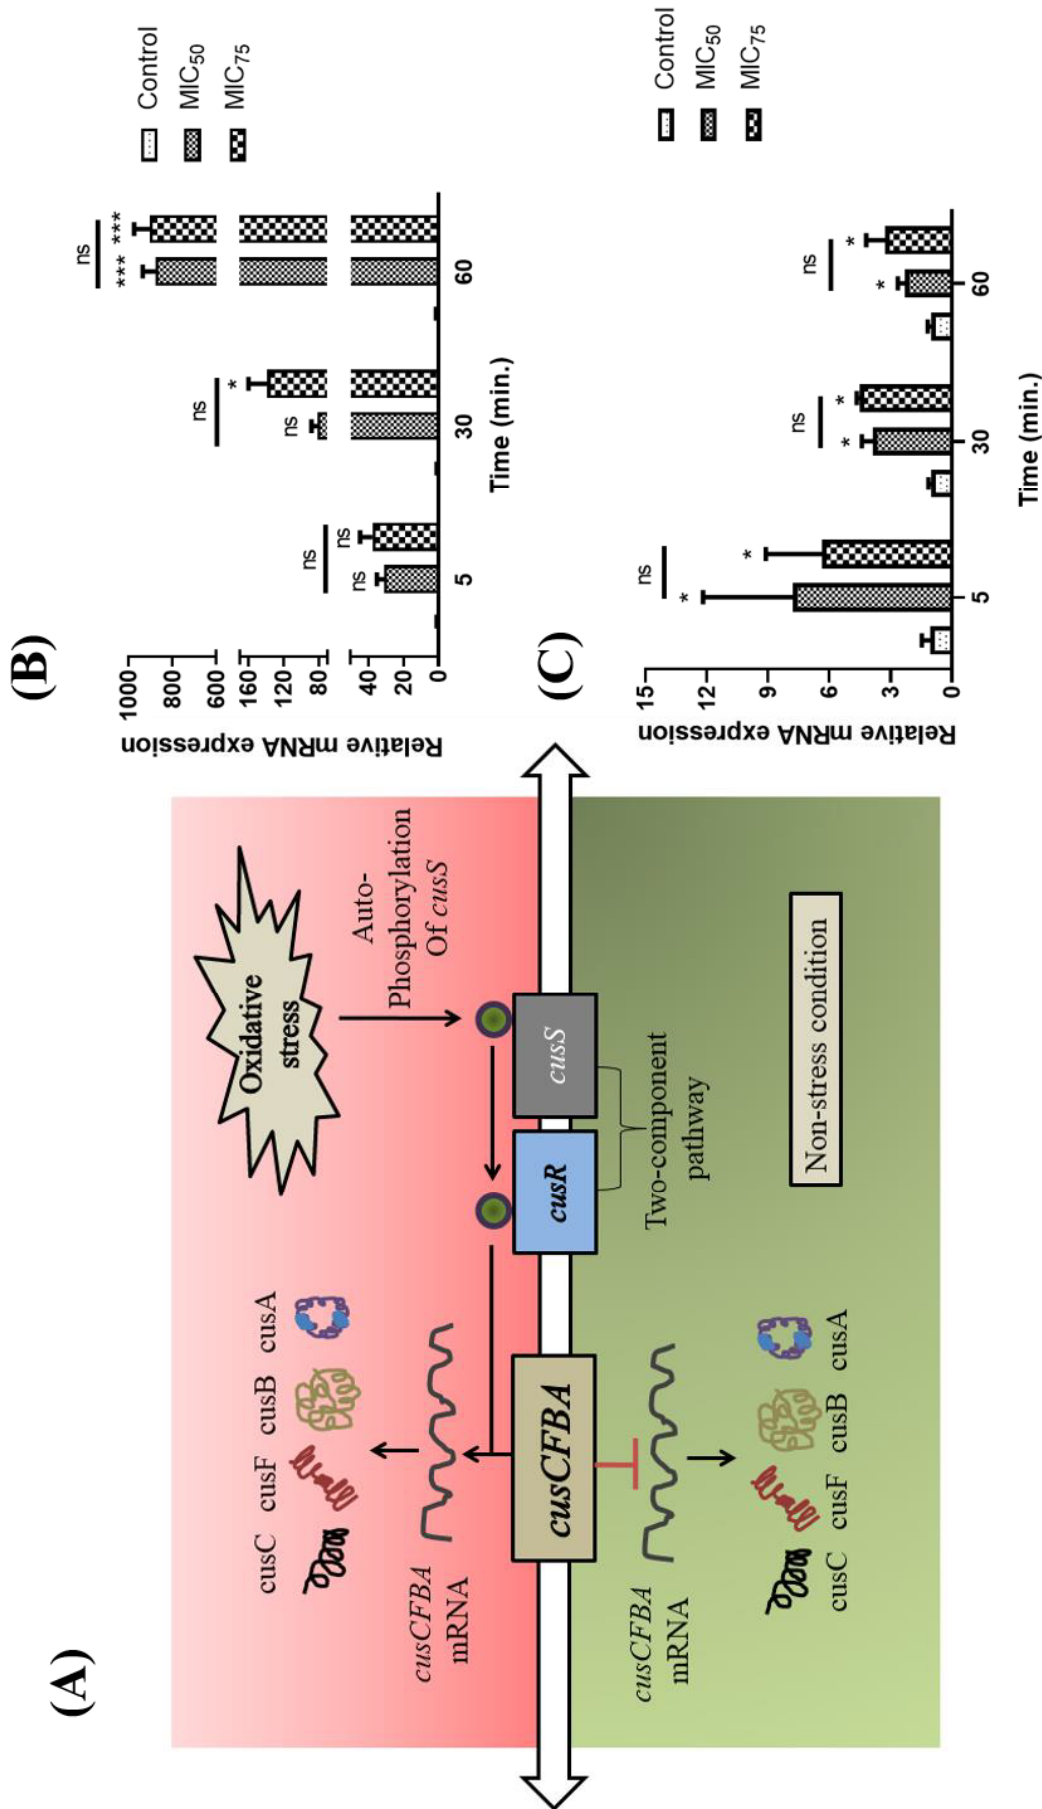 (A)
Oxidative
stress
Auto-
Phosphorylation
Of cusS
cusC
cusF
cusB
cusA
cusCFBA
mRNA
cusCFBA
cusR
cusS
Two-component
pathway
cusCFBA
mRNA
cusC
cusF
cusB
cusA
Non-stress condition
(B)
Relative mRNA expression
1000
800
600
160
120
80
40
20
0
ns
ns
ns
ns
ns
*
ns
***
***
5
30
60
Time (min.)
Control
MIC50
MIC75
(C)
Relative mRNA expression
15
12
9
6
3
0
ns
*
*
ns
*
*
ns
*
*
5
30
60
Time (min.)
Control
MIC50
MIC75